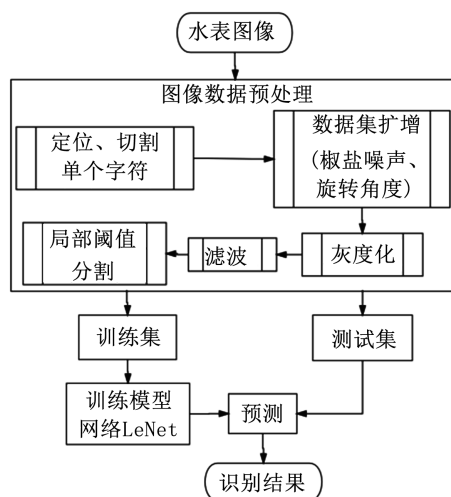 水表图像
图像数据预处理
定位、切割
单个字符
数据集扩增
(椒盐噪声、
旋转角度)
局部阈值
分割
滤波
灰度化
训练集
测试集
训练模型
网络LeNet
预测
识别结果